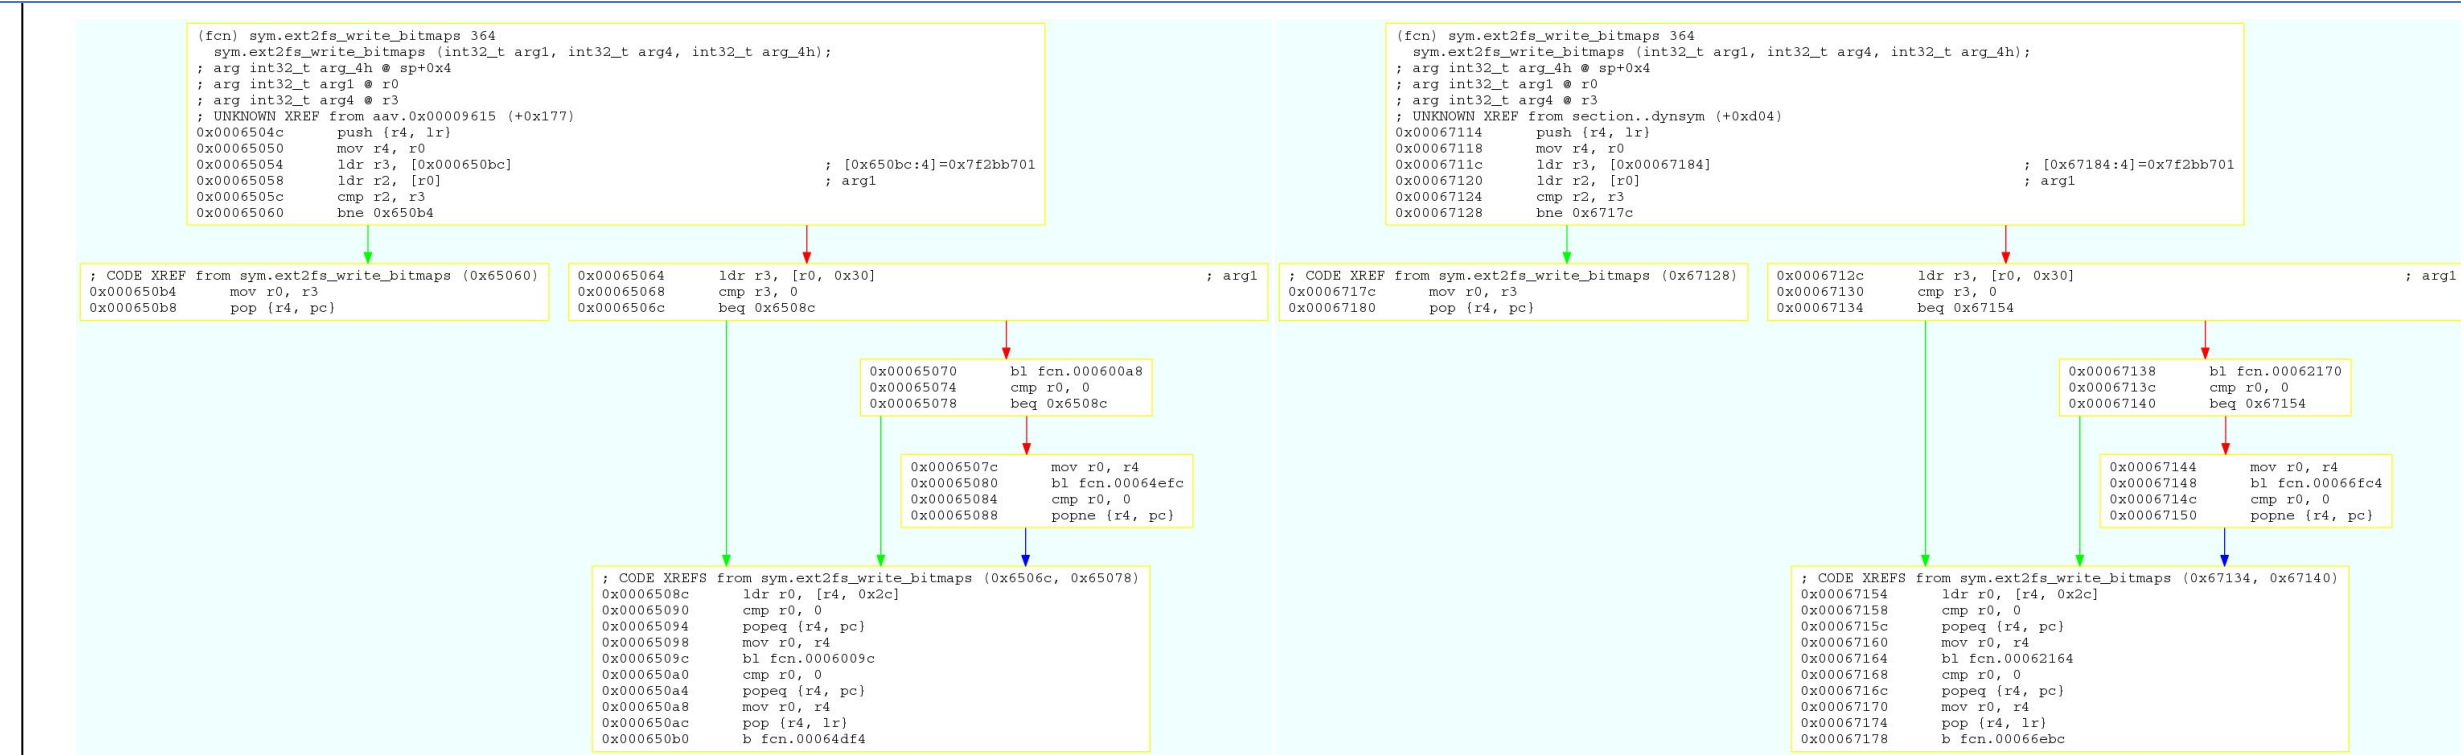 (fcn) sym.ext2fs_write_bitmaps 364
sym.ext2fs_write_bitmaps (int32_t arg1, int32_t arg4, int32_t arg_4h);
; arg int32_t arg_4h @ sp+0x4
; arg int32_t arg1 @ r0
; arg int32_t arg4 @ r3
; UNKNOWN XREF from aav.0x00009615 (+0x177)
0x0006504c push {r4, lr}
0x00065050 mov r4, r0
0x00065054 ldr r3, [0x000650bc] ; [0x650bc:4]=0x7f2bb701
0x00065058 ldr r2, [r0] ; arg1
0x0006505c cmp r2, r3
0x00065060 bne 0x650b4
; CODE XREF from sym.ext2fs_write_bitmaps (0x65060)
0x000650b4 mov r0, r3
0x000650b8 pop {r4, pc}
0x00065064 ldr r3, [r0, 0x30] ; arg1
0x00065068 cmp r3, 0
0x0006506c beq 0x6508c
0x00065070 bl fcn.000600a8
0x00065074 cmp r0, 0
0x00065078 beq 0x6508c
0x0006507c mov r0, r4
0x00065080 bl fcn.00064efc
0x00065084 cmp r0, 0
0x00065088 popne {r4, pc}
; CODE XREFS from sym.ext2fs_write_bitmaps (0x6506c, 0x65078)
0x0006508c ldr r0, [r4, 0x2c]
0x00065090 cmp r0, 0
0x00065094 popeq {r4, pc}
0x00065098 mov r0, r4
0x0006509c bl fcn.0006009c
0x000650a0 cmp r0, 0
0x000650a4 popeq {r4, pc}
0x000650a8 mov r0, r4
0x000650ac pop {r4, lr}
0x000650b0 b fcn.00064df4
(fcn) sym.ext2fs_write_bitmaps 364
sym.ext2fs_write_bitmaps (int32_t arg1, int32_t arg4, int32_t arg_4h);
; arg int32_t arg_4h @ sp+0x4
; arg int32_t arg1 @ r0
; arg int32_t arg4 @ r3
; UNKNOWN XREF from section..dynsym (+0xd04)
0x00067114 push {r4, lr}
0x00067118 mov r4, r0
0x0006711c ldr r3, [0x00067184] ; [0x67184:4]=0x7f2bb701
0x00067120 ldr r2, [r0] ; arg1
0x00067124 cmp r2, r3
0x00067128 bne 0x6717c
; CODE XREF from sym.ext2fs_write_bitmaps (0x67128)
0x0006717c mov r0, r3
0x00067180 pop {r4, pc}
0x0006712c ldr r3, [r0, 0x30] ; arg1
0x00067130 cmp r3, 0
0x00067134 beq 0x67154
0x00067138 bl fcn.00062170
0x0006713c cmp r0, 0
0x00067140 beq 0x67154
0x00067144 mov r0, r4
0x00067148 bl fcn.00066fc4
0x0006714c cmp r0, 0
0x00067150 popne {r4, pc}
; CODE XREFS from sym.ext2fs_write_bitmaps (0x67134, 0x67140)
0x00067154 ldr r0, [r4, 0x2c]
0x00067158 cmp r0, 0
0x0006715c popeq {r4, pc}
0x00067160 mov r0, r4
0x00067164 bl fcn.00062164
0x00067168 cmp r0, 0
0x0006716c popeq {r4, pc}
0x00067170 mov r0, r4
0x00067174 pop {r4, lr}
0x00067178 b fcn.00066ebc